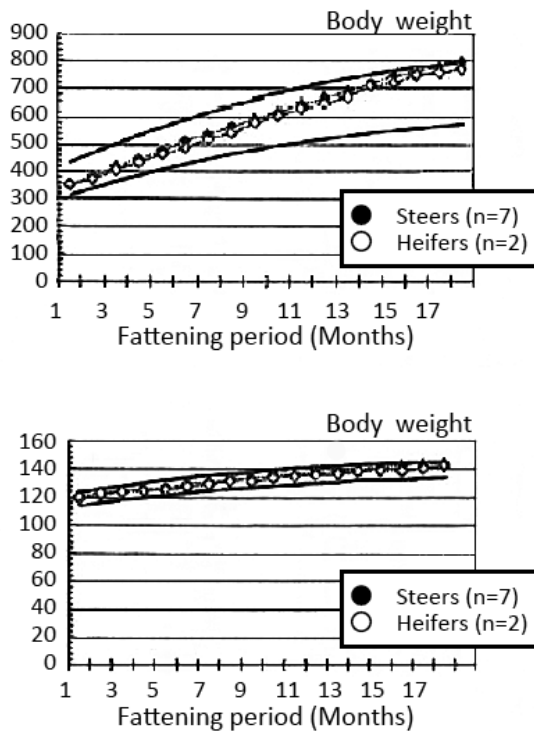 Body weight
900
800
700
600
500
400
300
200
100
0
Steers (n=7)
Heifers (n=2)
1 3 5 7 9 11 13 15 17
Fattening period (Months)
Body weight
160
140
120
100
80
60
40
20
0
Steers (n=7)
Heifers (n=2)
1 3 5 7 9 11 13 15 17
Fattening period (Months)